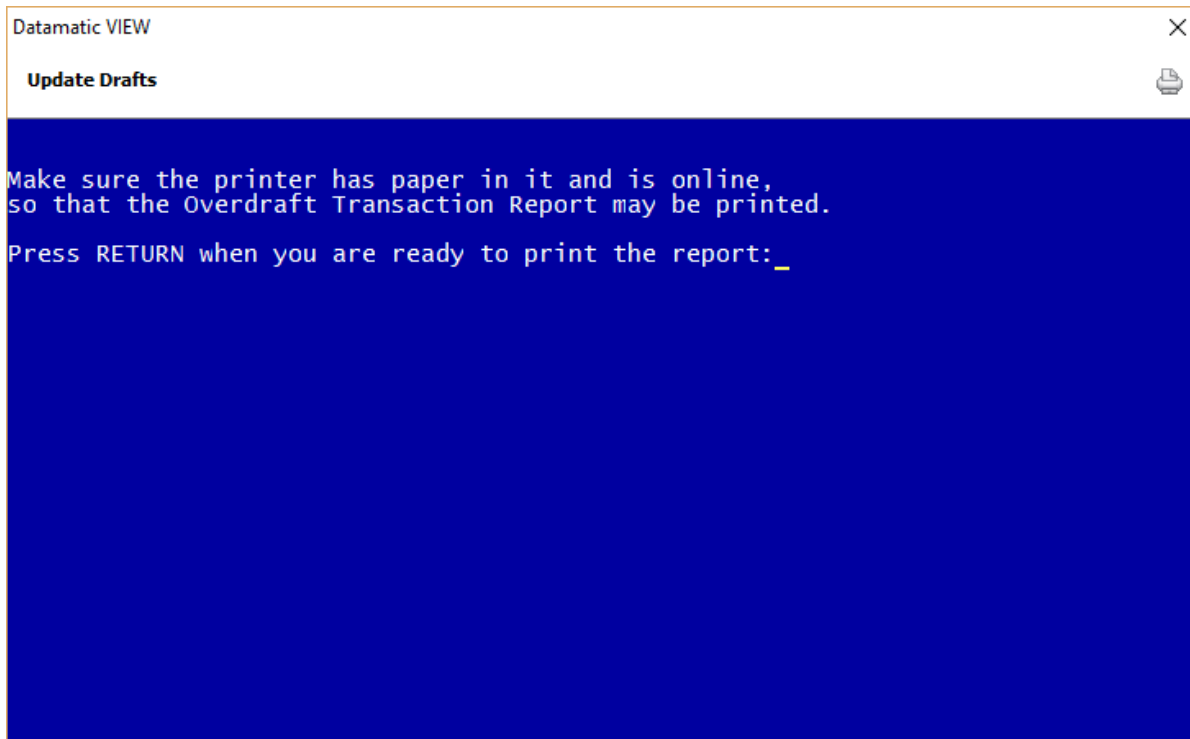 Datamatic VIEW
Update Drafts
Make sure the printer has paper in it and is online,
so that the Overdraft Transaction Report may be printed.
Press RETURN when you are ready to print the report:_